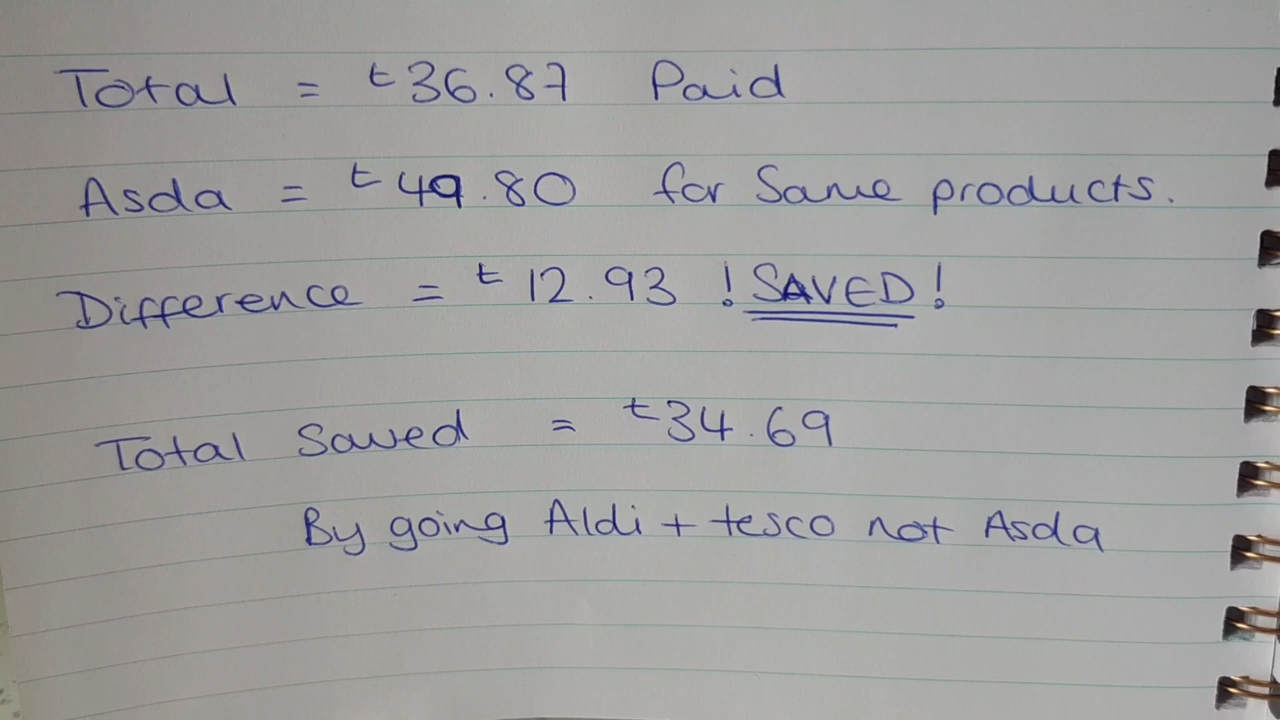 Total = £36.87 Paid
Asda = £49.80 for Same products.
Difference = £12.93 ! SAVED !
Total Saved = £34.69
By going Aldi + tesco not Asda